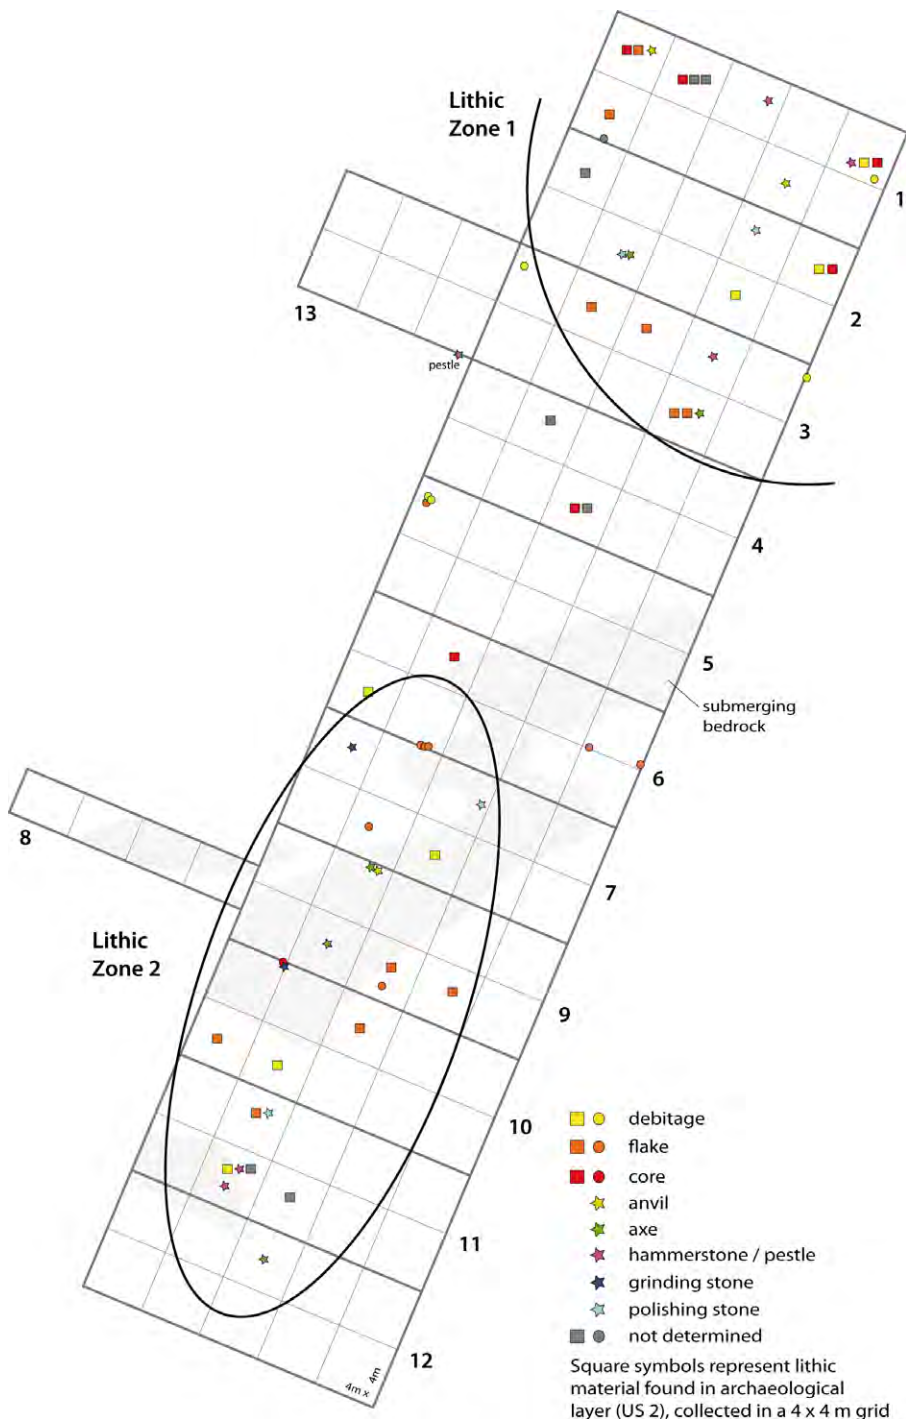 Lithic
Zone 1
1
2
13
pestle
3
4
5
submerging
bedrock
6
8
7
Lithic
Zone 2
9
10
debitage
flake
core
anvil
axe
11
hammerstone / pestle
grinding stone
polishing stone
not determined
12
4m x 4m
Square symbols represent lithic
material found in archaeological
layer (US 2), collected in a 4 x 4 m grid